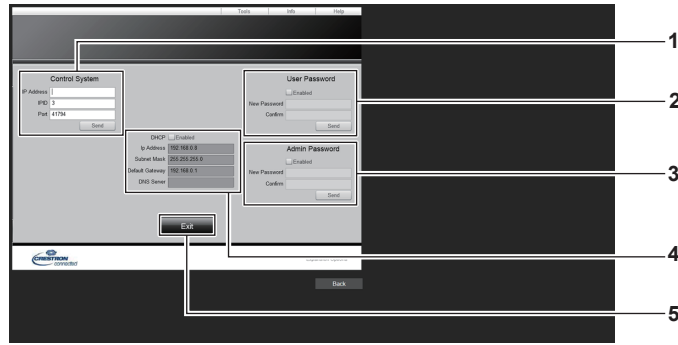 Tools Info Help
1
Control System
IP Address
IPID 3
Port 41794
Send
User Password
Enabled
New Password
Confirm
Send
2
DHCP Enabled
Ip Address 192.168.0.8
Subnet Mask 255.255.255.0
Default Gateway 192.168.0.1
DNS Server
Admin Password
Enabled
New Password
Confirm
Send
3
Exit
CRESTRON
connected
4
Back
5